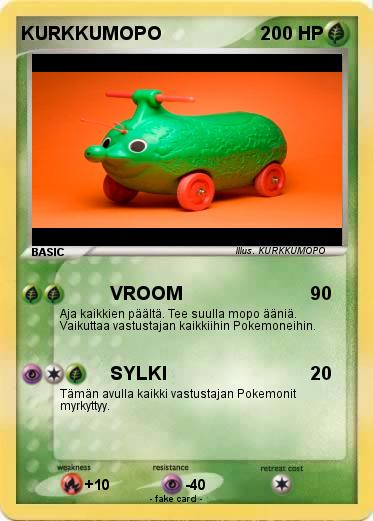 KURKKUMOPO 200 HP
BASIC
Illus. KURKKUMOPO
VROOM 90
Aja kaikkien päältä. Tee suulla mopo ääniä.
Vaikuttaa vastustajan kaikkiihin Pokemoneihin.
SYLKI 20
Tämän avulla kaikki vastustajan Pokemonit
myrkyttyy.
weakness resistance retreat cost
+10 -40
- fake card -